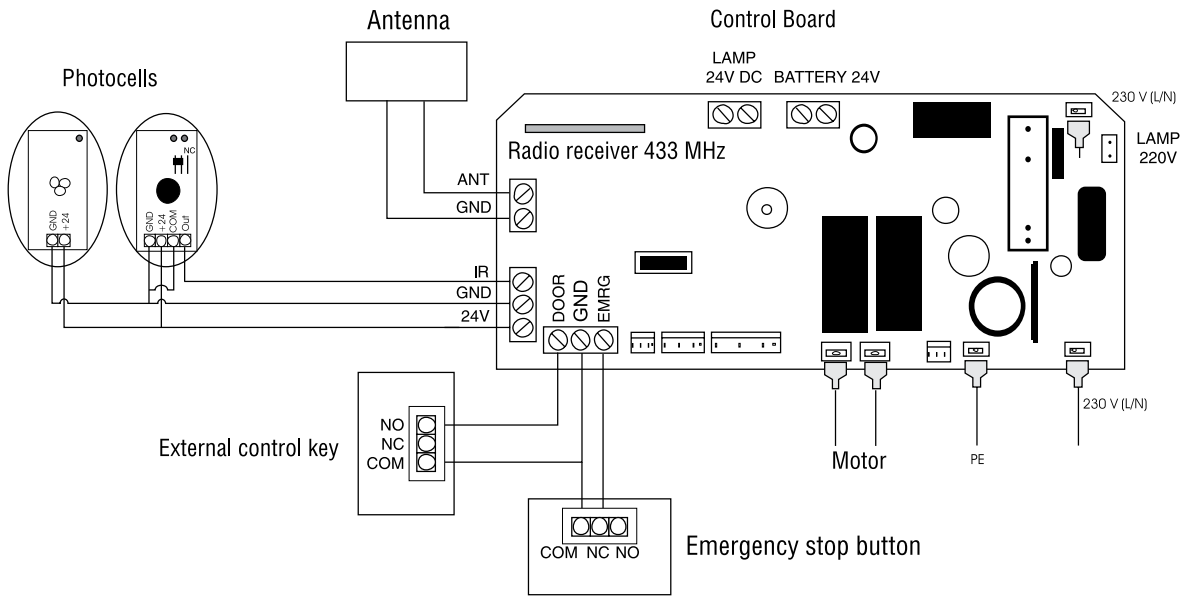 Antenna
Control Board
Photocells
LAMP
24V DC
BATTERY 24V
230 V (L/N)
LAMP
220V
Radio receiver 433 MHz
NC
ANT
GND
GND
+24
GND
+24
COM
Out
IR
GND
24V
DOOR
GND
EMRG
External control key
NO
NC
COM
230 V (L/N)
Motor
PE
COM NC NO
Emergency stop button